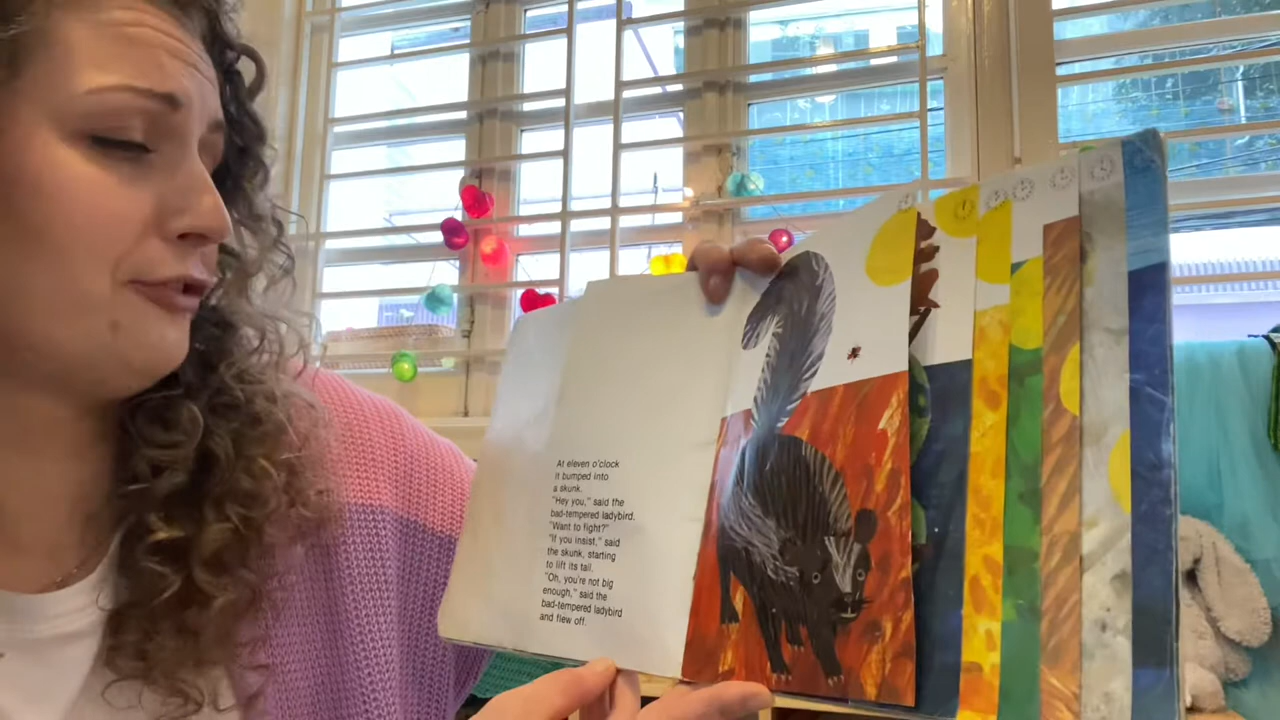 At eleven o'clock
it bumped into
a skunk.
"Hey you," said the
bad-tempered ladybird.
"Want to fight?"
"If you insist," said
the skunk, starting
to lift its tail.
"Oh, you're not big
enough," said the
bad-tempered ladybird
and flew off.